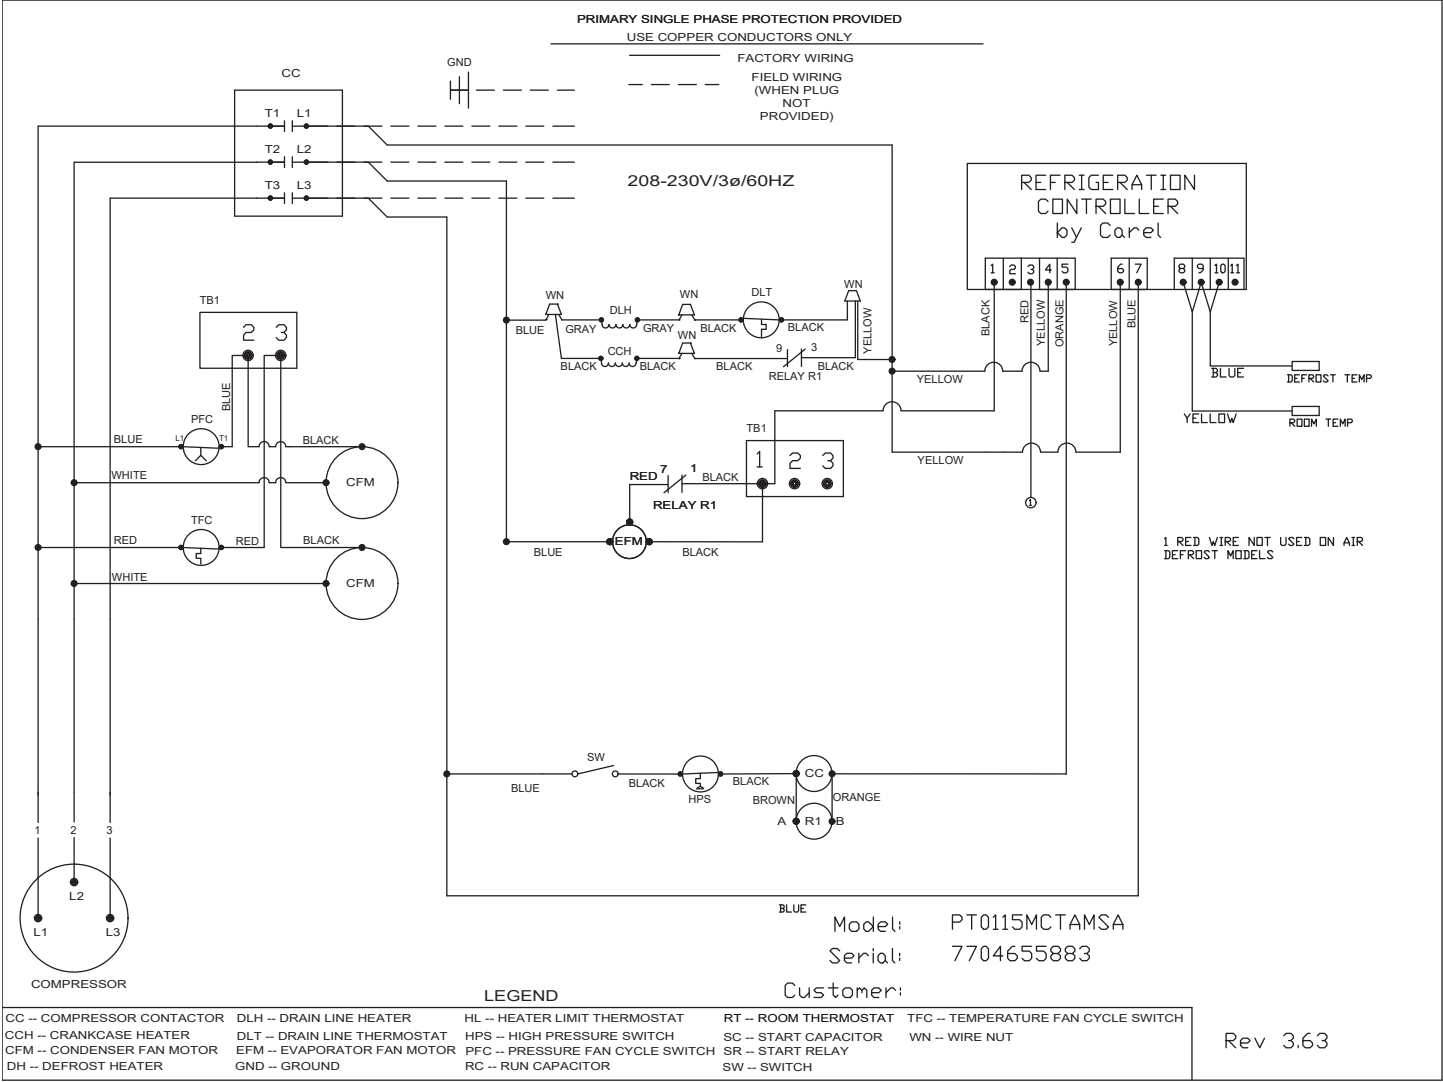 PRIMARY SINGLE PHASE PROTECTION PROVIDED
USE COPPER CONDUCTORS ONLY
FACTORY WIRING
FIELD WIRING
(WHEN PLUG
NOT
PROVIDED)
GND
CC
T1 L1
T2 L2
T3 L3
208-230V/3ø/60HZ
REFRIGERATION
CONTROLLER
by Carel
1 2 3 4 5 6 7 8 9 10 11
BLACK
RED
YELLOW
ORANGE
YELLOW
BLUE
WN
DLH
WN
DLT
WN
BLUE
GRAY
GRAY
BLACK
BLACK
YELLOW
WN
CCH
9
3
BLACK
BLACK
BLACK
RELAY R1
BLACK
YELLOW
BLUE
DEFROST TEMP
YELLOW
ROOM TEMP
TB1
2 3
BLUE
PFC
BLUE
L1
T1
BLACK
WHITE
CFM
TFC
RED
RED
BLACK
WHITE
CFM
TB1
1 2 3
YELLOW
RED
7
1
BLACK
RELAY R1
EFM
BLUE
BLACK
1
1 RED WIRE NOT USED ON AIR
DEFROST MODELS
SW
BLUE
BLACK
HPS
BLACK
CC
BROWN
ORANGE
A
R1
B
1
2
3
L2
L1
L3
COMPRESSOR
BLUE
Model: PT0115MCTAMSA
Serial: 7704655883
Customer:
LEGEND
CC -- COMPRESSOR CONTACTOR DLH -- DRAIN LINE HEATER HL -- HEATER LIMIT THERMOSTAT RT -- ROOM THERMOSTAT TFC -- TEMPERATURE FAN CYCLE SWITCH
CCH -- CRANKCASE HEATER DLT -- DRAIN LINE THERMOSTAT HPS -- HIGH PRESSURE SWITCH SC -- START CAPACITOR WN -- WIRE NUT
CFM -- CONDENSER FAN MOTOR EFM -- EVAPORATOR FAN MOTOR PFC -- PRESSURE FAN CYCLE SWITCH SR -- START RELAY
DH -- DEFROST HEATER GND -- GROUND RC -- RUN CAPACITOR SW -- SWITCH
Rev 3.63